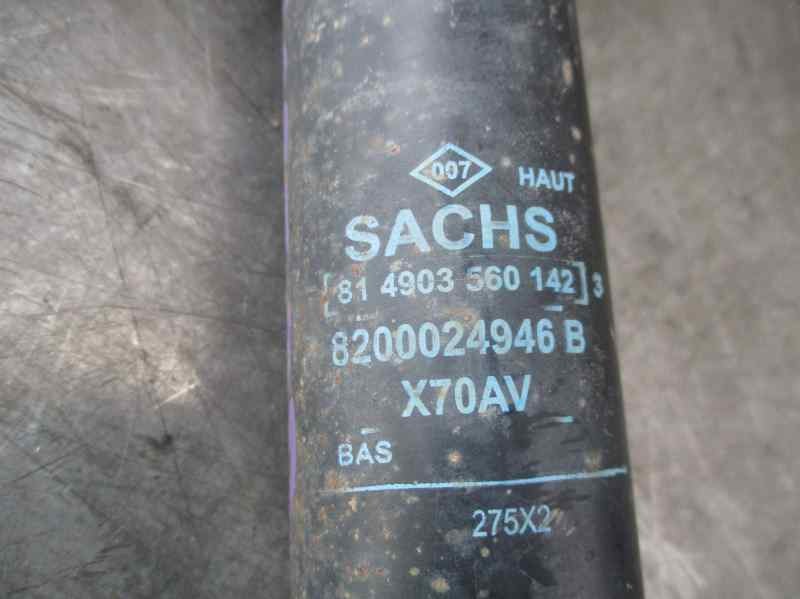 007 HAUT
SACHS
[81 4903 560 142] 3
8200024946 B
X70AV
BAS
275X2